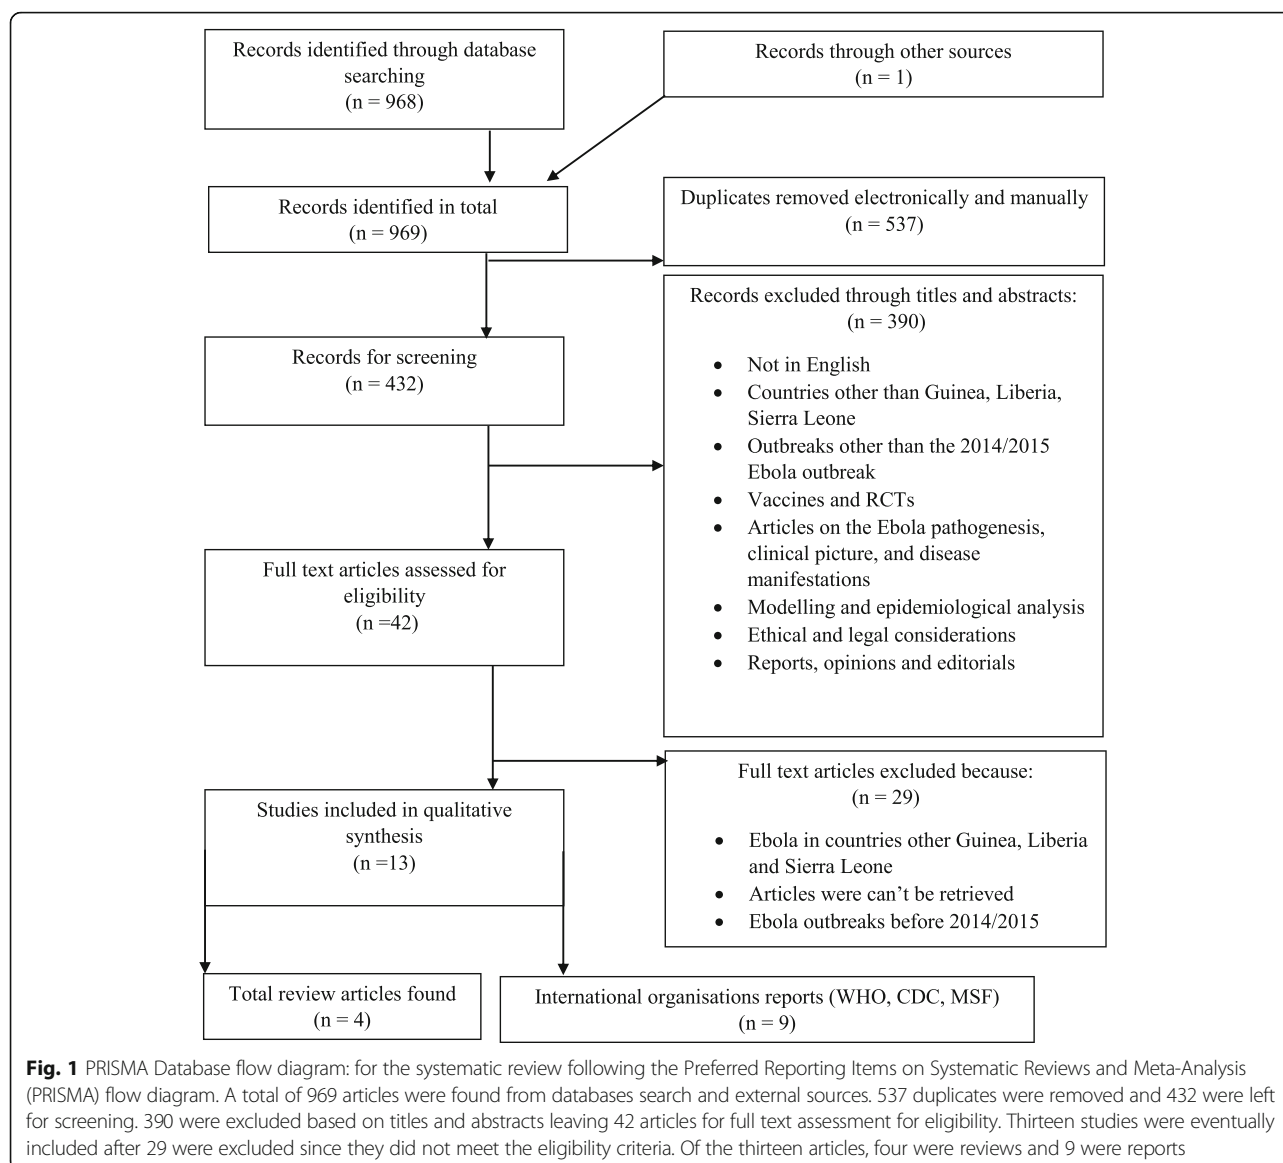 Records identified through database
searching
(n = 968)
Records through other sources
(n = 1)
Records identified in total
(n = 969)
Duplicates removed electronically and manually
(n = 537)
Records excluded through titles and abstracts:
(n = 390)
• Not in English
• Countries other than Guinea, Liberia,
Sierra Leone
• Outbreaks other than the 2014/2015
Ebola outbreak
• Vaccines and RCTs
• Articles on the Ebola pathogenesis,
clinical picture, and disease
manifestations
• Modelling and epidemiological analysis
• Ethical and legal considerations
• Reports, opinions and editorials
Records for screening
(n = 432)
Full text articles assessed for
eligibility
(n =42)
Full text articles excluded because:
(n = 29)
• Ebola in countries other Guinea, Liberia
and Sierra Leone
• Articles were can't be retrieved
• Ebola outbreaks before 2014/2015
Studies included in qualitative
synthesis
(n =13)
Total review articles found
(n = 4)
International organisations reports (WHO, CDC, MSF)
(n = 9)
Fig. 1 PRISMA Database flow diagram: for the systematic review following the Preferred Reporting Items on Systematic Reviews and Meta-Analysis
(PRISMA) flow diagram. A total of 969 articles were found from databases search and external sources. 537 duplicates were removed and 432 were left
for screening. 390 were excluded based on titles and abstracts leaving 42 articles for full text assessment for eligibility. Thirteen studies were eventually
included after 29 were excluded since they did not meet the eligibility criteria. Of the thirteen articles, four were reviews and 9 were reports